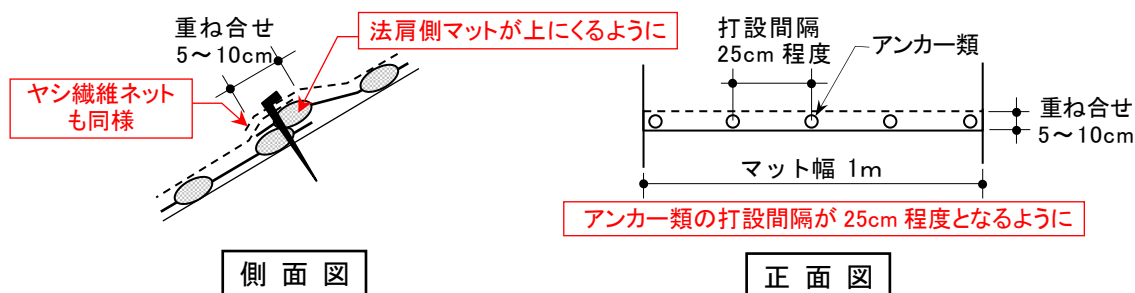 重ね合せ
5～10cm
法肩側マットが上にくるように
ヤシ繊維ネット
も同様
側面図
打設間隔
25cm 程度
アンカー類
重ね合せ
5～10cm
マット幅 1m
アンカー類の打設間隔が 25cm 程度となるように
正面図